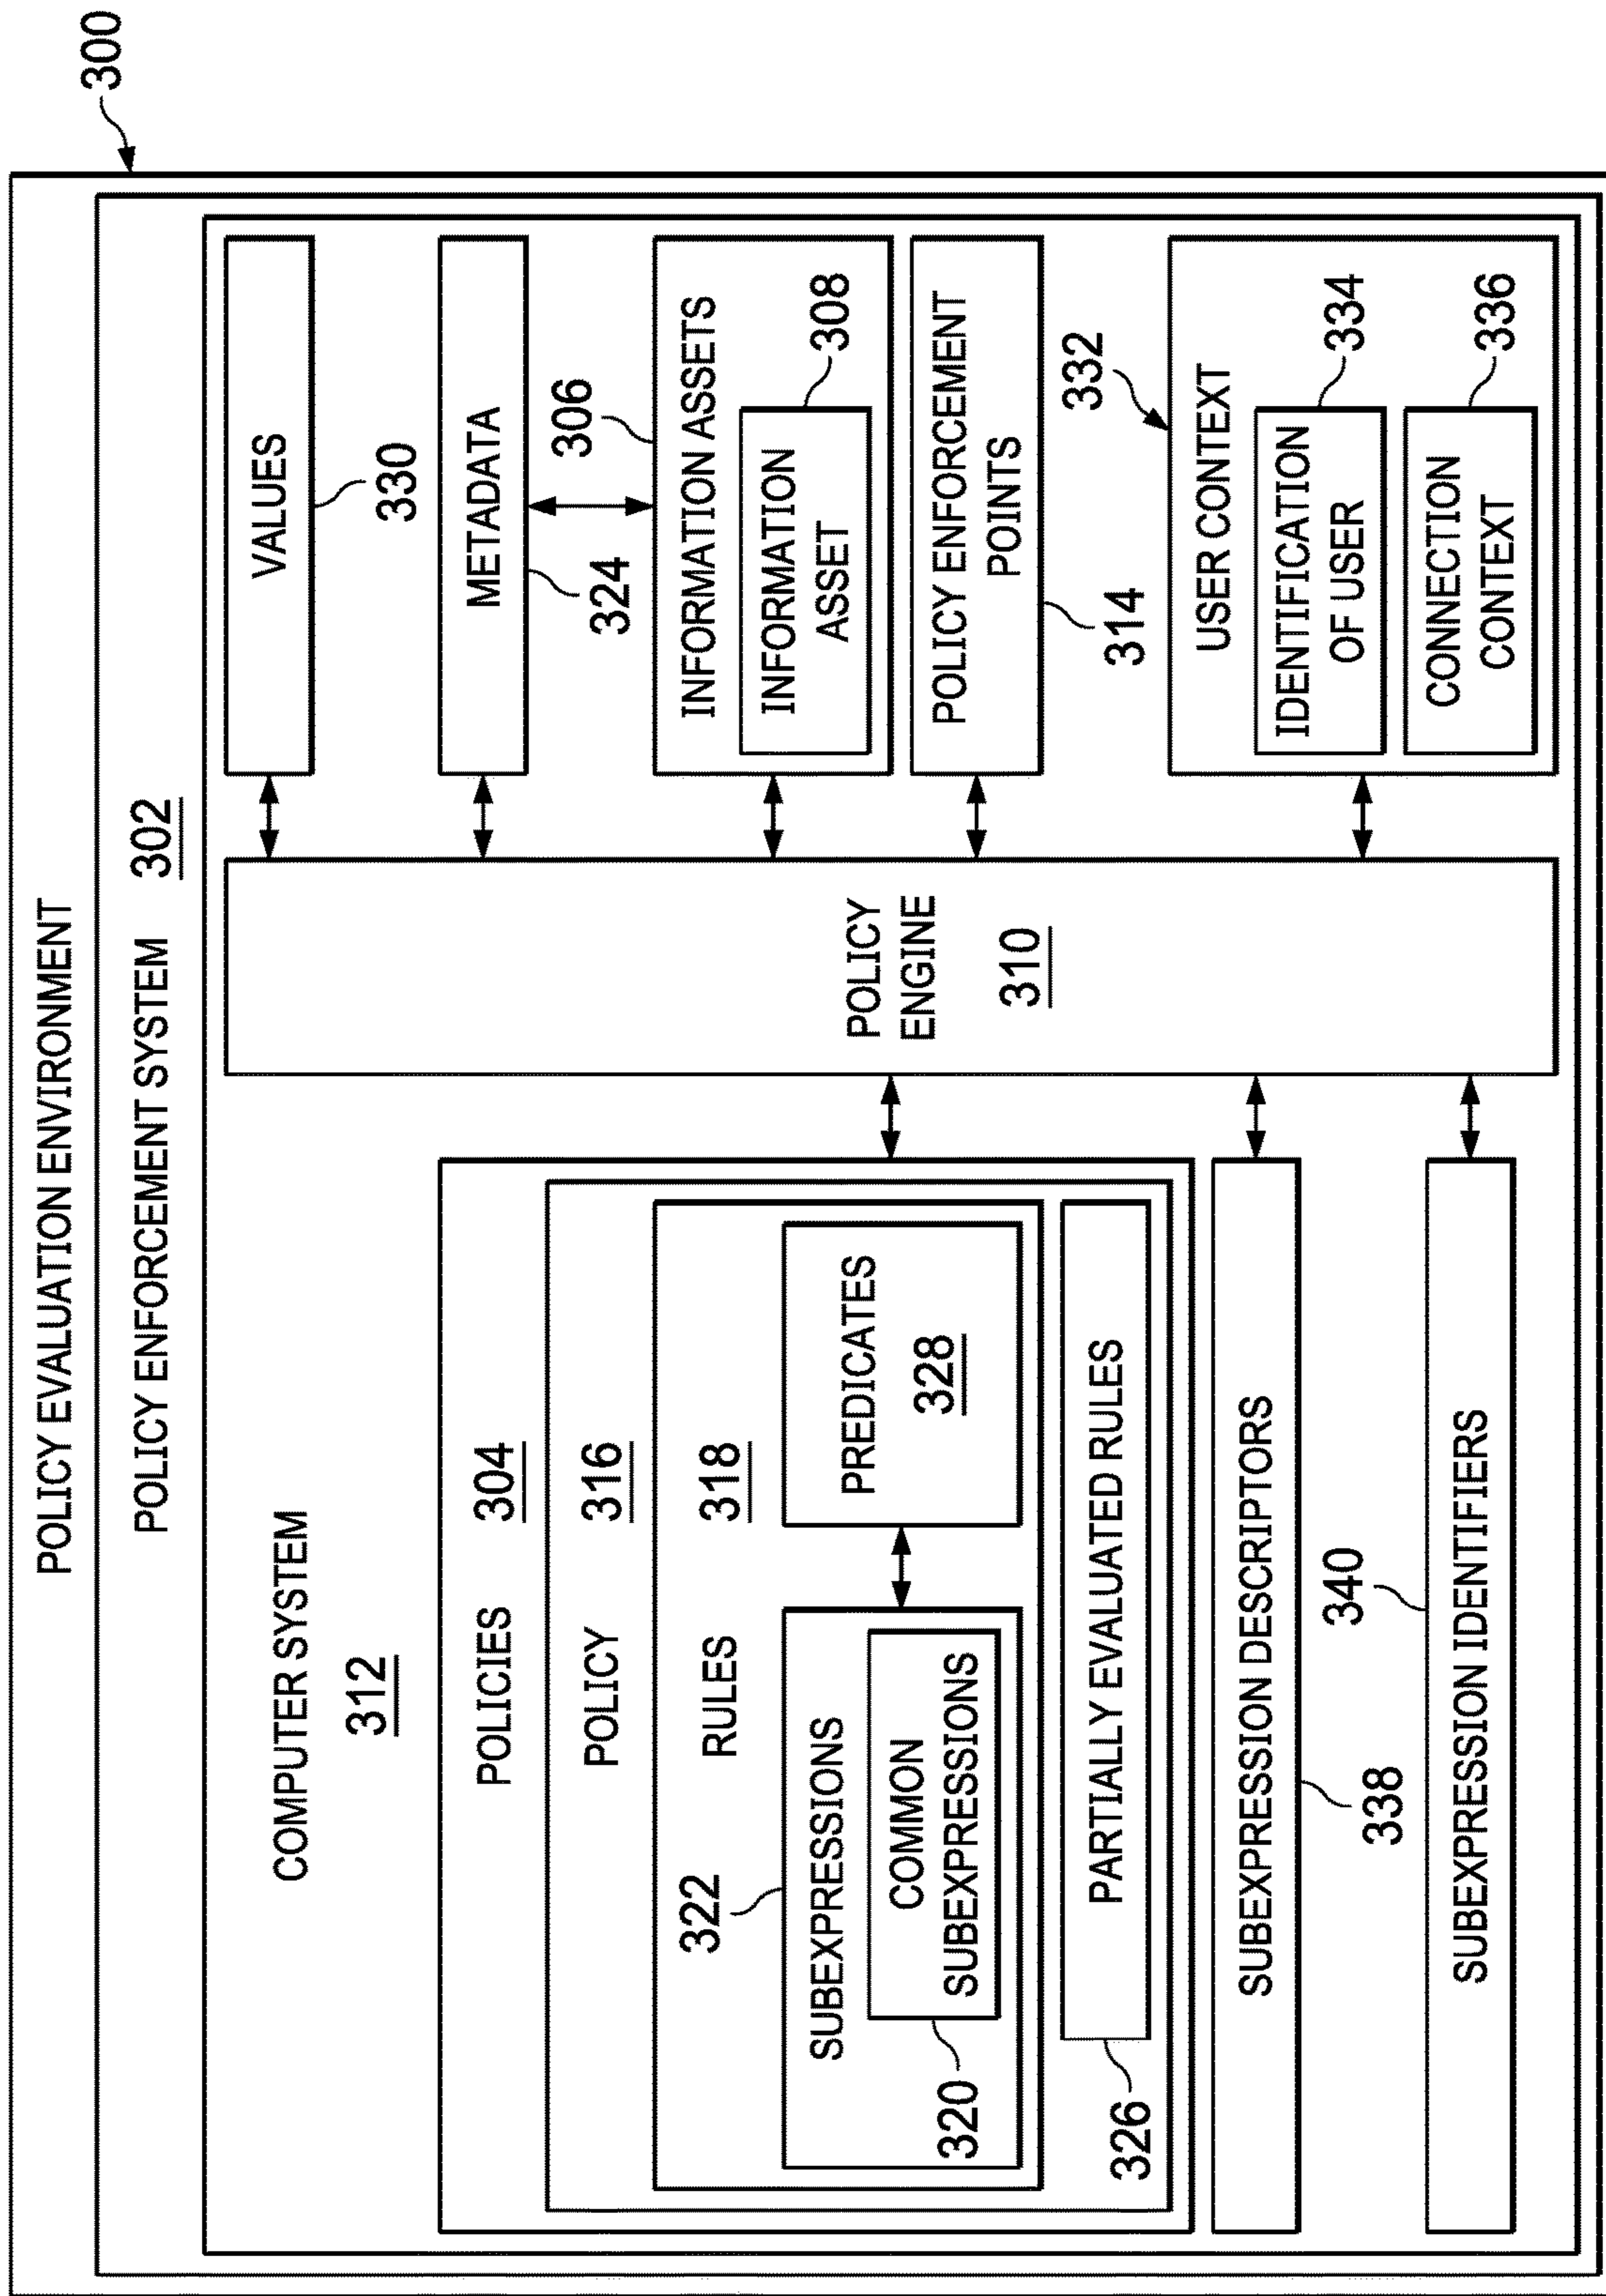 300
POLICY EVALUATION ENVIRONMENT
POLICY ENFORCEMENT SYSTEM 302
COMPUTER SYSTEM
312
POLICIES 304
POLICY 316
RULES 318
322
SUBEXPRESSIONS
COMMON
SUBEXPRESSIONS
320
PREDICATES
328
PARTIALLY EVALUATED RULES
326
SUBEXPRESSION DESCRIPTORS
338
340
SUBEXPRESSION IDENTIFIERS
POLICY
ENGINE
310
VALUES
330
METADATA
324
306
INFORMATION ASSETS
INFORMATION
ASSET
308
POLICY ENFORCEMENT
POINTS
314
332
USER CONTEXT
IDENTIFICATION
OF USER
334
CONNECTION
CONTEXT
336